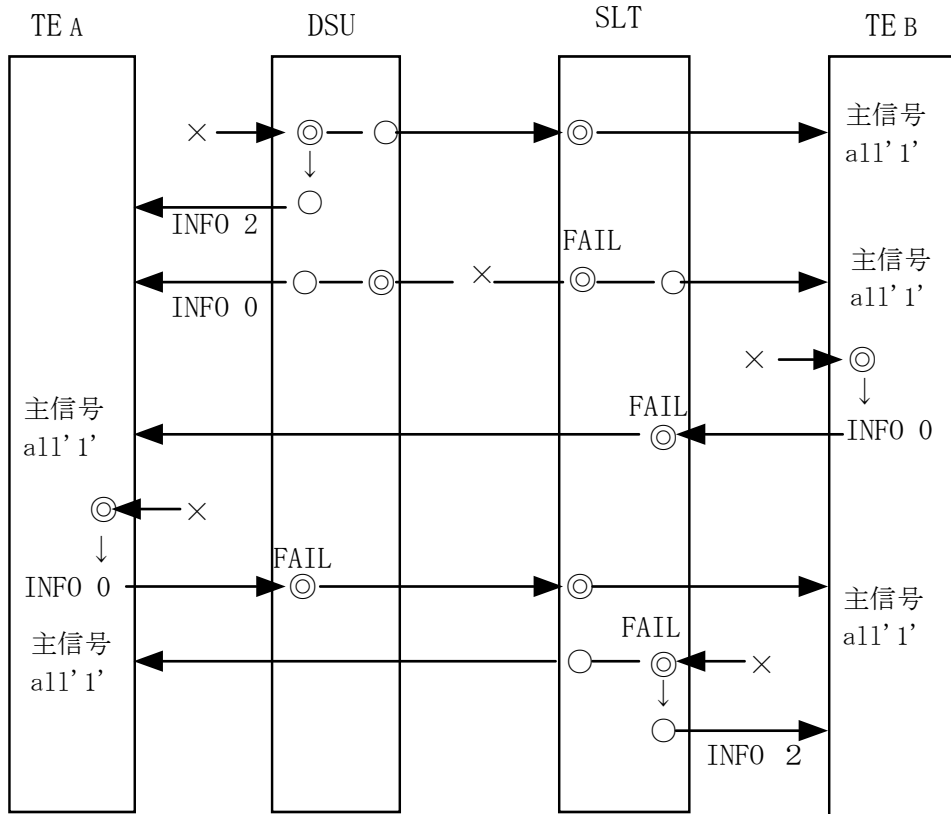 TE A
DSU
SLT
TE B
×
主信号
all'1'
INFO 2
FAIL
主信号
all'1'
×
INFO 0
×
FAIL
主信号
all'1'
INFO 0
×
FAIL
INFO 0
主信号
all'1'
FAIL
主信号
all'1'
×
INFO 2